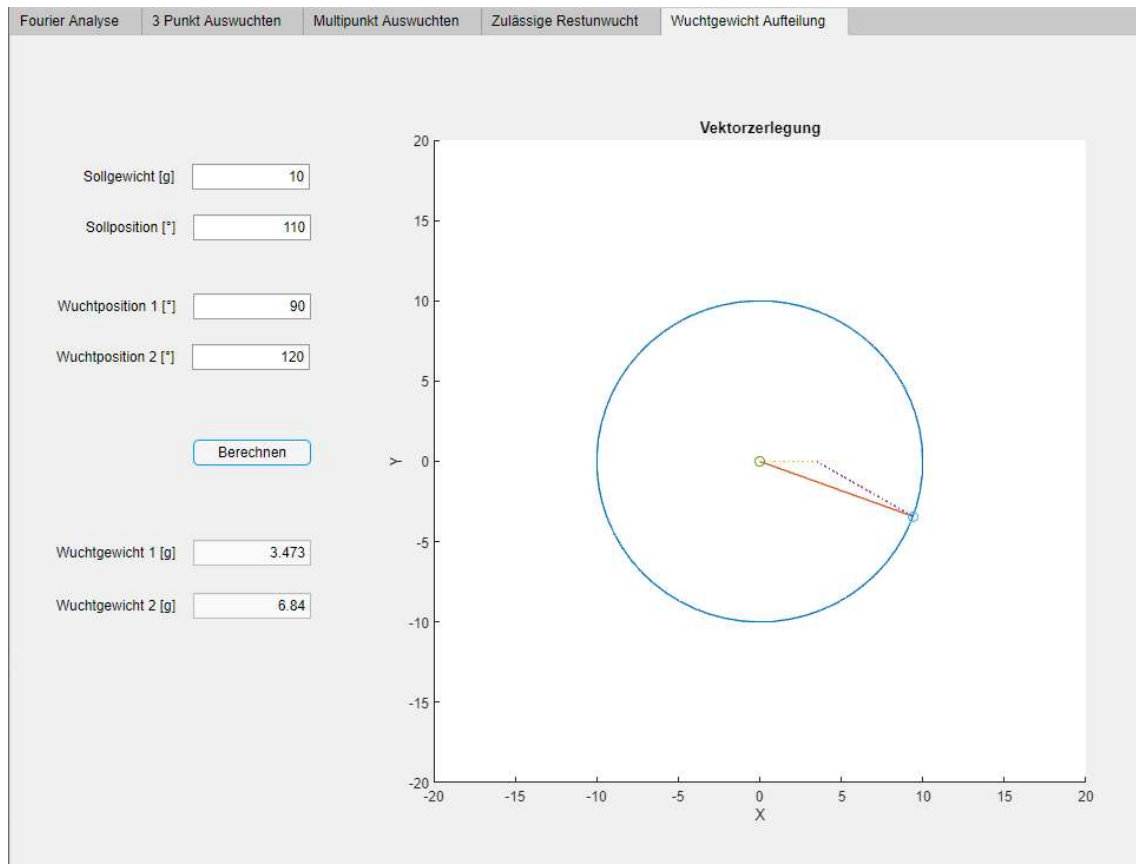 Fourier Analyse
3 Punkt Auswuchten
Multipunkt Auswuchten
Zulässige Restunwucht
Wuchtgewicht Aufteilung
Sollgewicht [g] 10
Sollposition [°] 110
Wuchtposition 1 [°] 90
Wuchtposition 2 [°] 120
Berechnen
Wuchtgewicht 1 [g] 3.473
Wuchtgewicht 2 [g] 6.84
Vektorzerlegung
20
15
10
5
0
-5
-10
-15
-20
Y
-20 -15 -10 -5 0 5 10 15 20
X